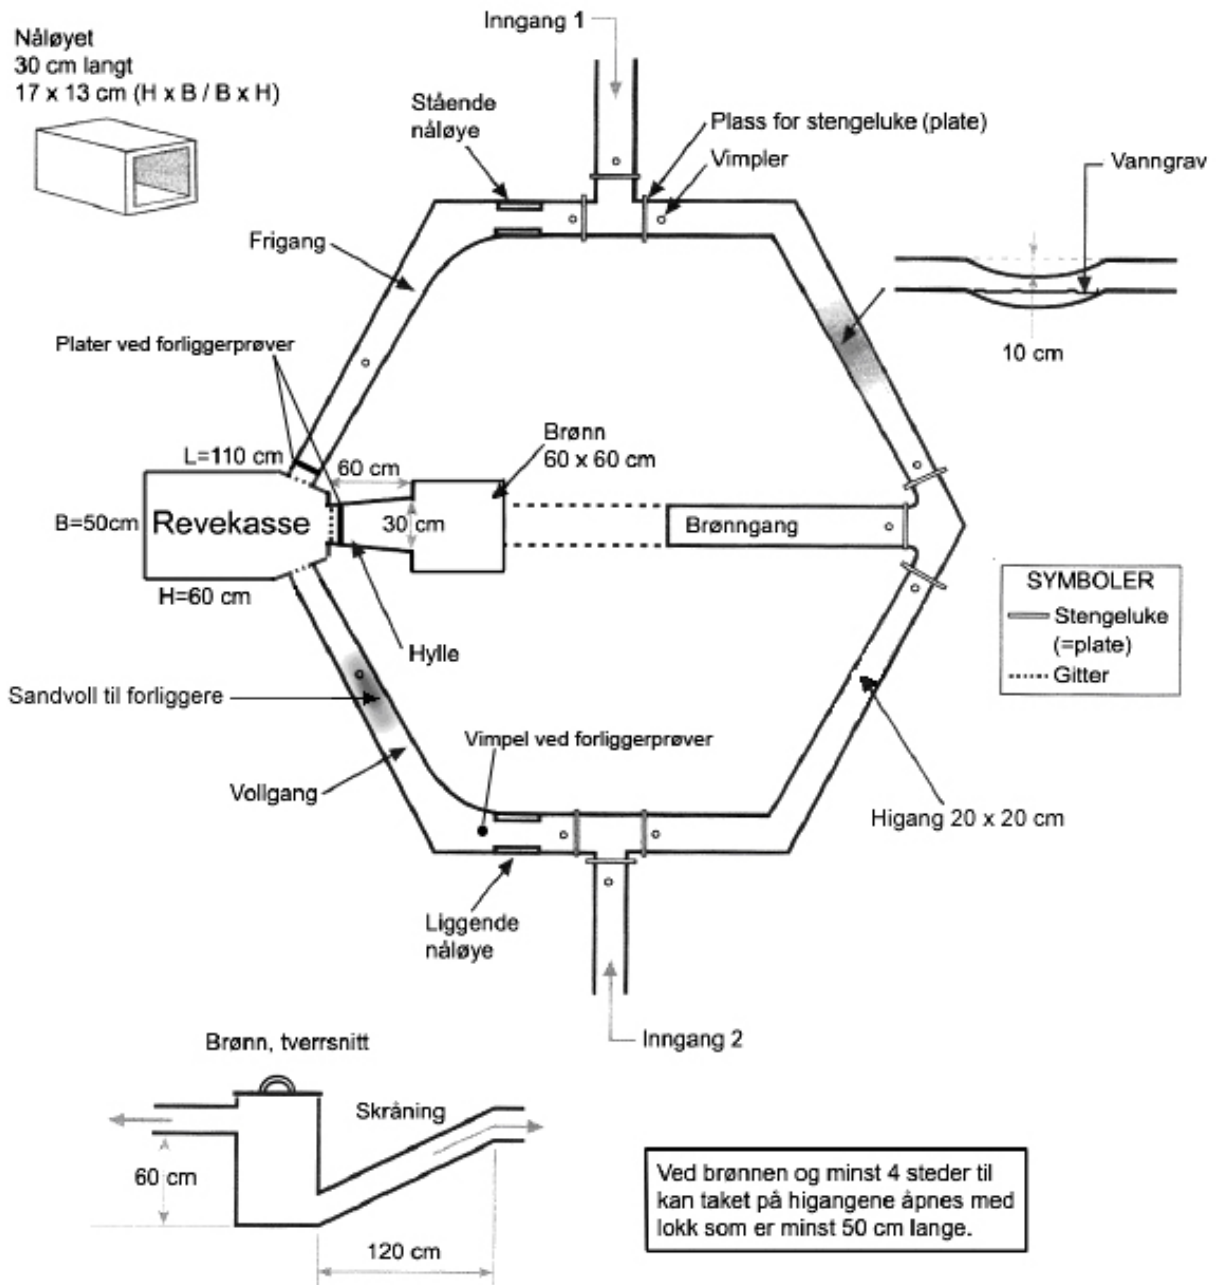 Inngang 1
Nåløyet
30 cm langt
17 x 13 cm (H x B / B x H)
Stående
nåløye
Plass for stengeluke (plate)
Vimpler
Vanngrav
Frigang
10 cm
Plater ved forliggerprøver
L=110 cm
60 cm
Brønn
60 x 60 cm
B=50cm
Revekasse
30 cm
Brønngang
H=60 cm
SYMBOLER
Stengeluke
(=plate)
Gitter
Hylle
Sandvoll til forliggere
Vimpel ved forliggerprøver
Vollgang
Higang 20 x 20 cm
Liggende
nåløye
Inngang 2
Brønn, tverrsnitt
Skråning
60 cm
120 cm
Ved brønnen og minst 4 steder til
kan taket på higangene åpnes med
lokk som er minst 50 cm lange.